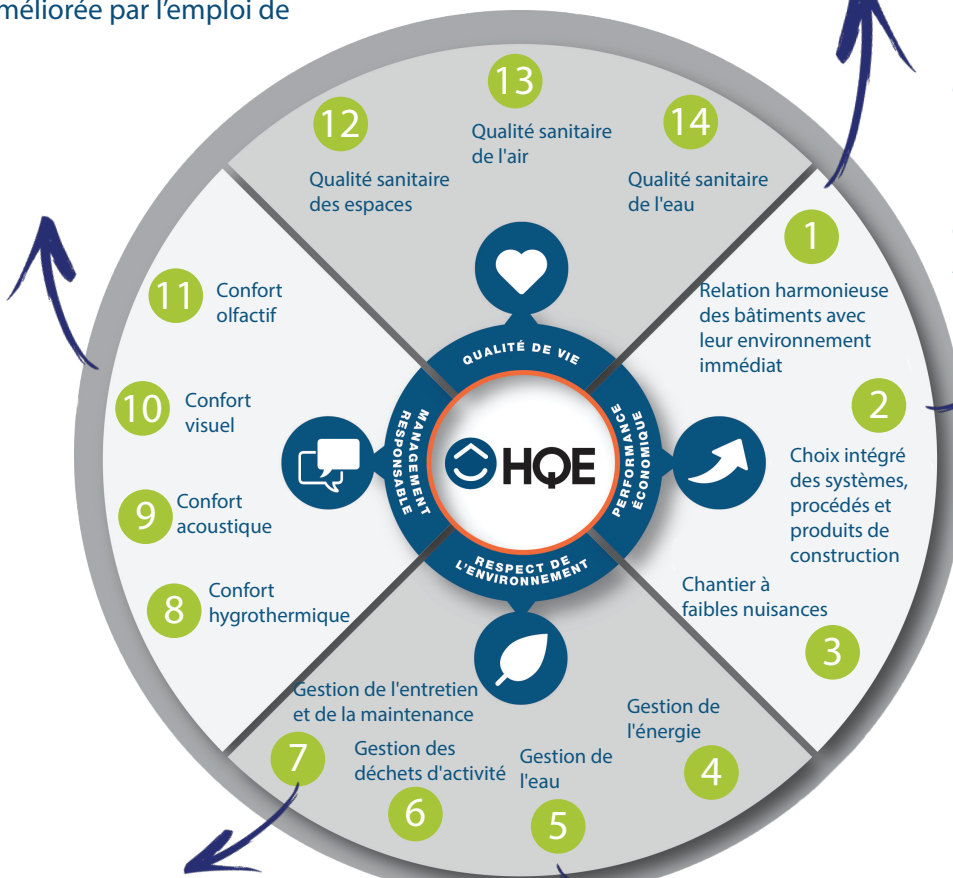 méliorée par l'emploi de
12
Qualité sanitaire
des espaces
13
Qualité sanitaire
de l'air
14
Qualité sanitaire
de l'eau
1
Relation harmonieuse
des bâtiments avec
leur environnement
immédiat
2
Choix intégré
des systèmes,
procédés et
produits de
construction
Chantier à
faibles nuisances
3
Gestion de
l'énergie
4
Gestion de
l'eau
5
Gestion des
déchets d'activité
6
Gestion de l'entretien
et de la maintenance
7
8
Confort
hygrothermique
9
Confort
acoustique
10
Confort
visuel
11
Confort
olfactif
QUALITÉ DE VIE
PERFORMANCE
ÉCONOMIQUE
RESPECT DE
L'ENVIRONNEMENT
MANAGEMENT
RESPONSABLE
HQE